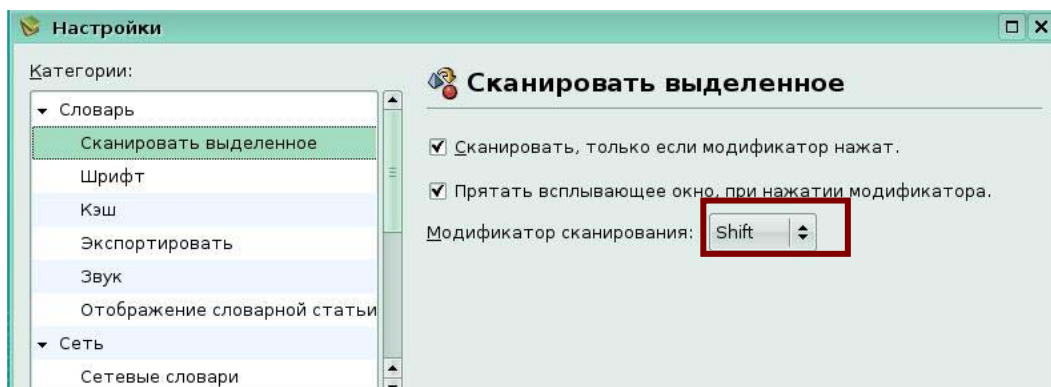 Настройки
Категории:
Словарь
Сканировать выделенное
Шрифт
Кэш
Экспортировать
Звук
Отображение словарной статьи
Сеть
Сетевые словари
Сканировать выделенное
Сканировать, только если модификатор нажат.
Прятать всплывающее окно, при нажатии модификатора.
Модификатор сканирования: Shift